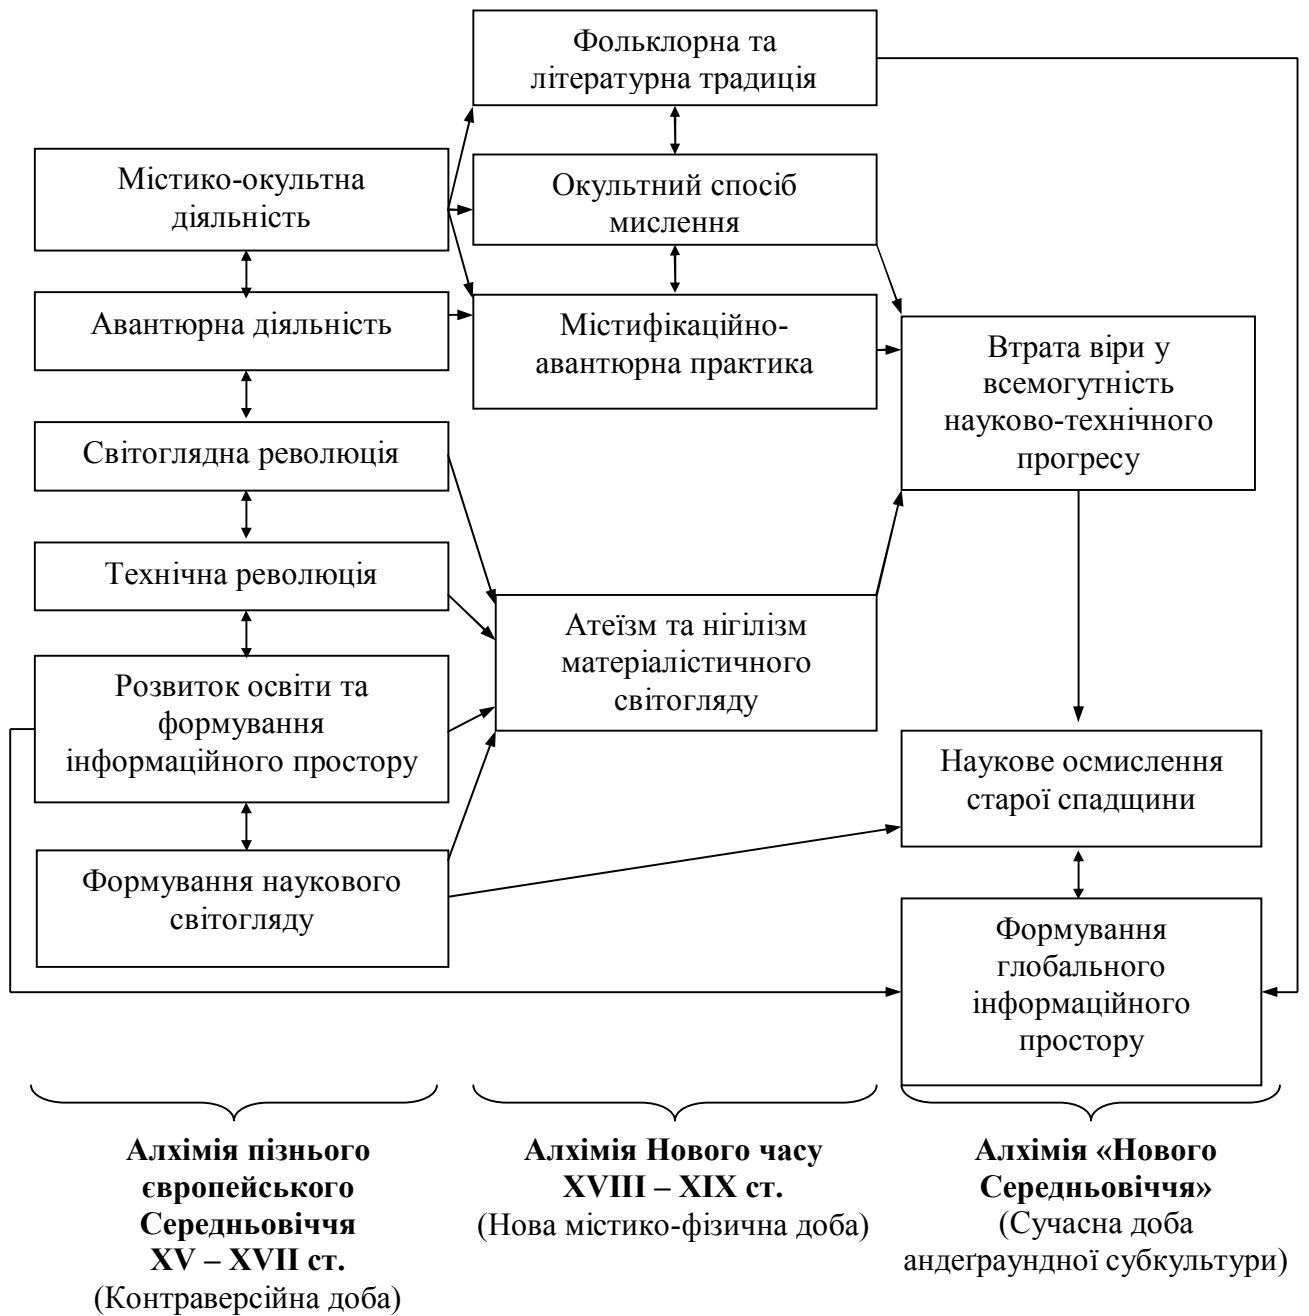 Фольклорна та
літературна традиція
Містико-окультна
діяльність
Окультний спосіб
мислення
Авантюрна діяльність
Містифікаційно-
авантюрна практика
Втрата віри у
всемогутність
науково-технічного
прогресу
Світоглядна революція
Технічна революція
Атеїзм та нігілізм
матеріалістичного
світогляду
Розвиток освіти та
формування
інформаційного простору
Наукове осмислення
старої спадщини
Формування наукового
світогляду
Формування
глобального
інформаційного
простору
Алхімія пізнього
європейського
Середньовіччя
XV – XVII ст.
(Контраверсійна доба)
Алхімія Нового часу
XVIII – XIX ст.
(Нова містико-фізична доба)
Алхімія «Нового
Середньовіччя»
(Сучасна доба
андеґраундної субкультури)